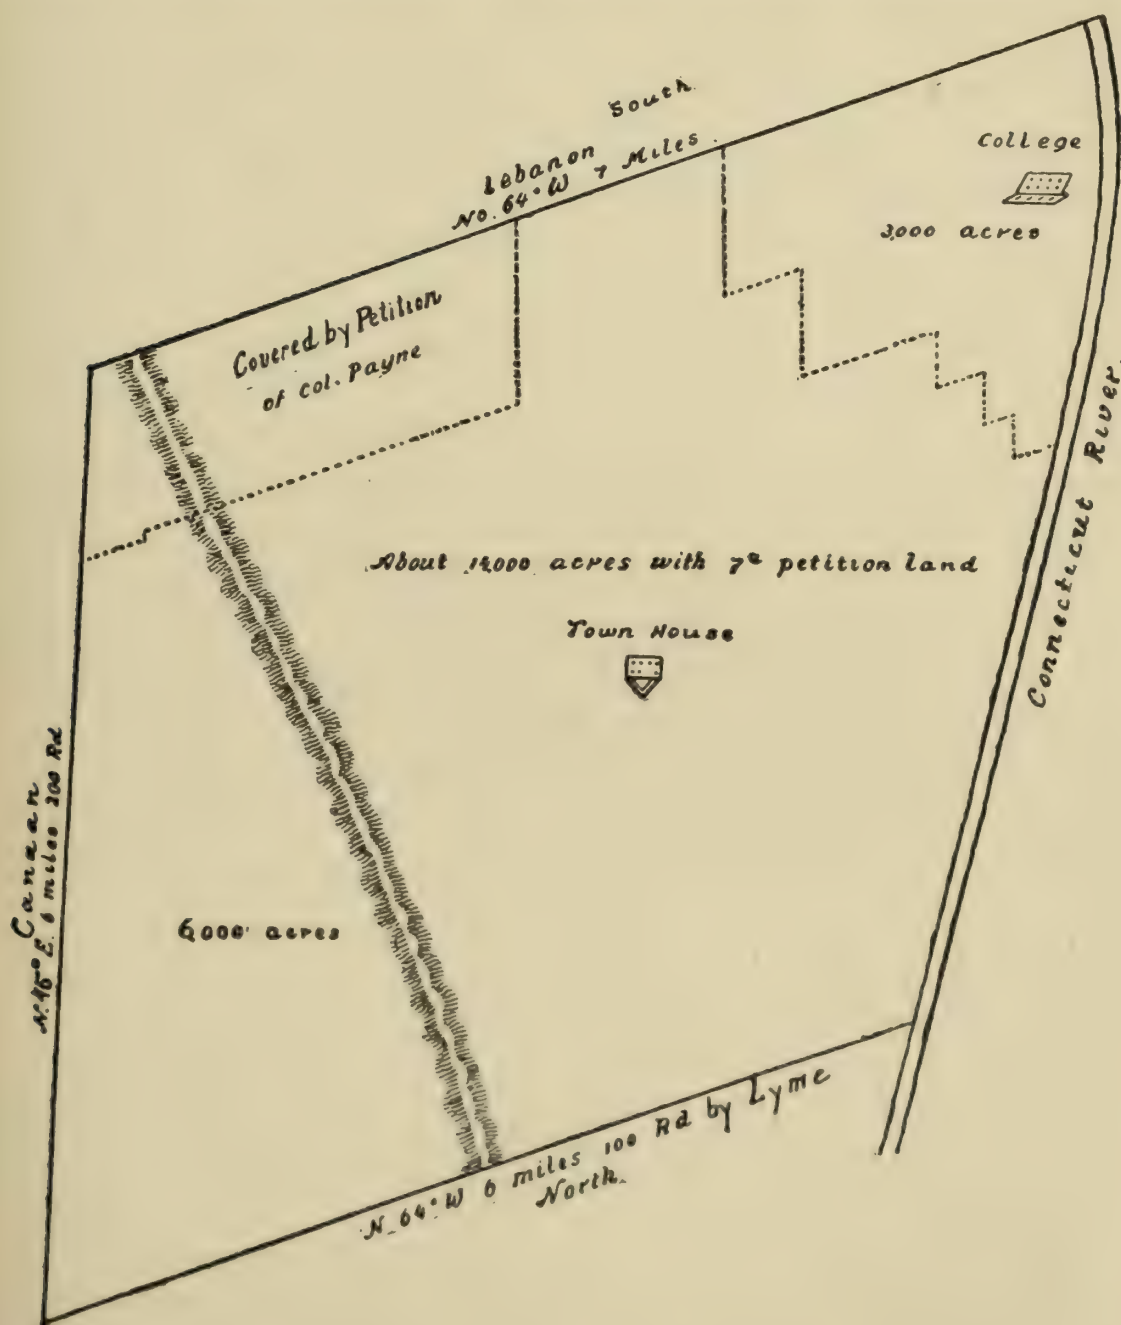 South
Lebanon
No. 64° W 7 Miles
College
3,000 acres
Covered by Petition
of Col. Payne
Connecticut River.
About 14,000 acres with petition land
Town House
Canaan
N. 45° E. 6 miles 200 Rd
6,000 acres
N. 64° W 6 miles 100 Rd by Lyme
North.